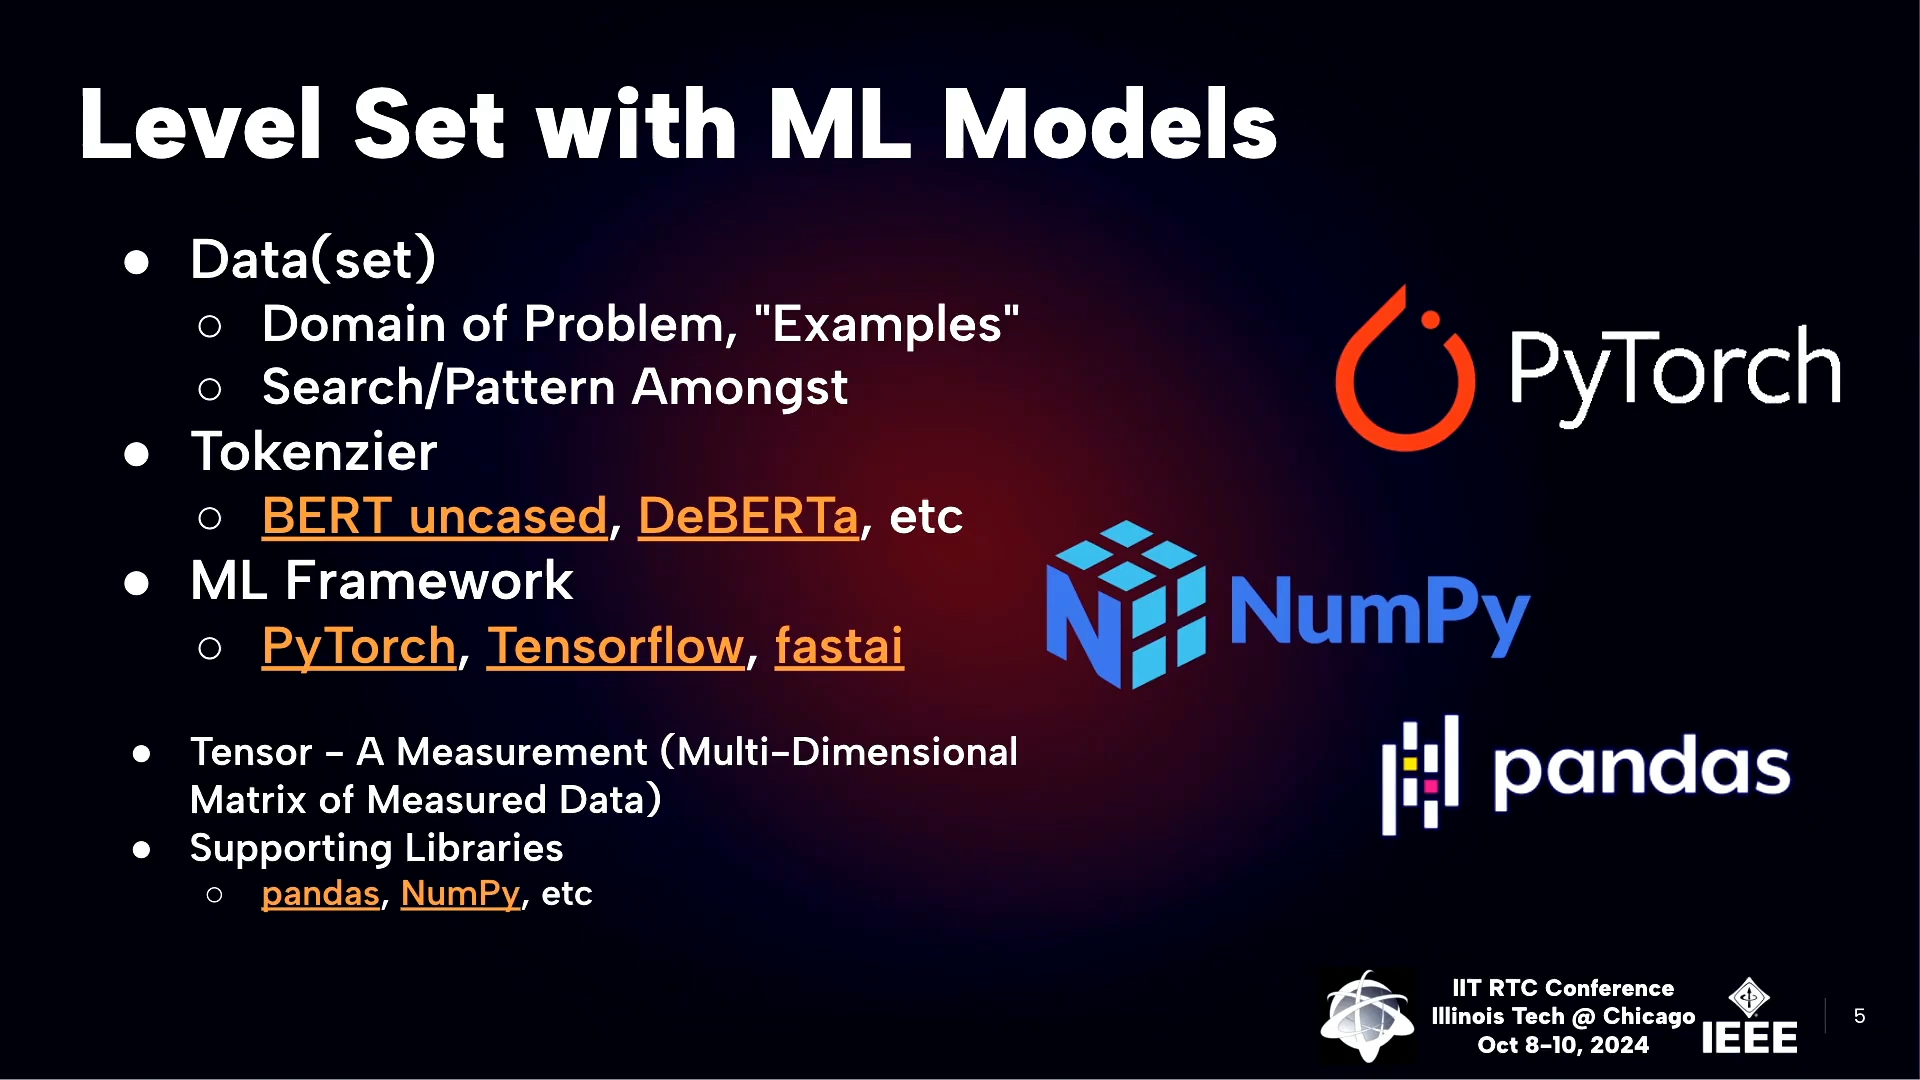 Level Set with ML Models
● Data(set)
○ Domain of Problem, "Examples"
○ Search/Pattern Amongst
● Tokenzier
○ BERT uncased, DeBERTa, etc
● ML Framework
○ PyTorch, Tensorflow, fastai
● Tensor - A Measurement (Multi-Dimensional
Matrix of Measured Data)
● Supporting Libraries
○ pandas, NumPy, etc
PyTorch
NumPy
pandas
IIT RTC Conference
Illinois Tech @ Chicago
Oct 8-10, 2024
IEEE
5